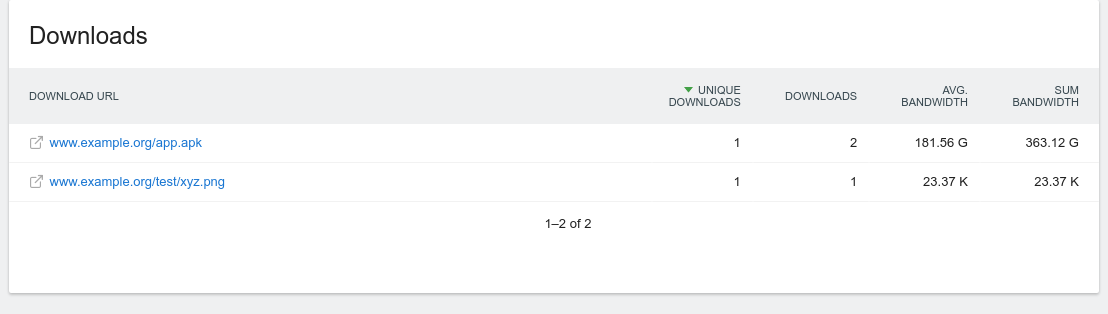 Downloads
DOWNLOAD URL UNIQUE DOWNLOADS DOWNLOADS AVG. BANDWIDTH SUM BANDWIDTH
www.example.org/app.apk 1 2 181.56 G 363.12 G
www.example.org/test/xyz.png 1 1 23.37 K 23.37 K
1–2 of 2